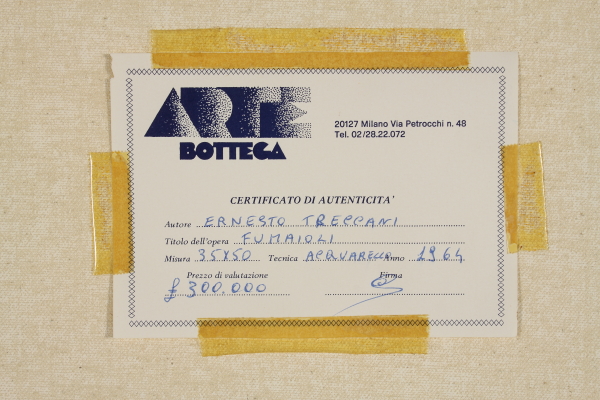 ARTE
BOTTEGA
20127 Milano Via Petrocchi n. 48
Tel. 02/28.22.072
CERTIFICATO DI AUTENTICITA'
Autore ERNESTO TRECCANI
Titolo dell'opera FUMAIOLI
Misura 35x50 Tecnica ACQUARELLO Anno 1964
Prezzo di valutazione Firma
£ 300.000